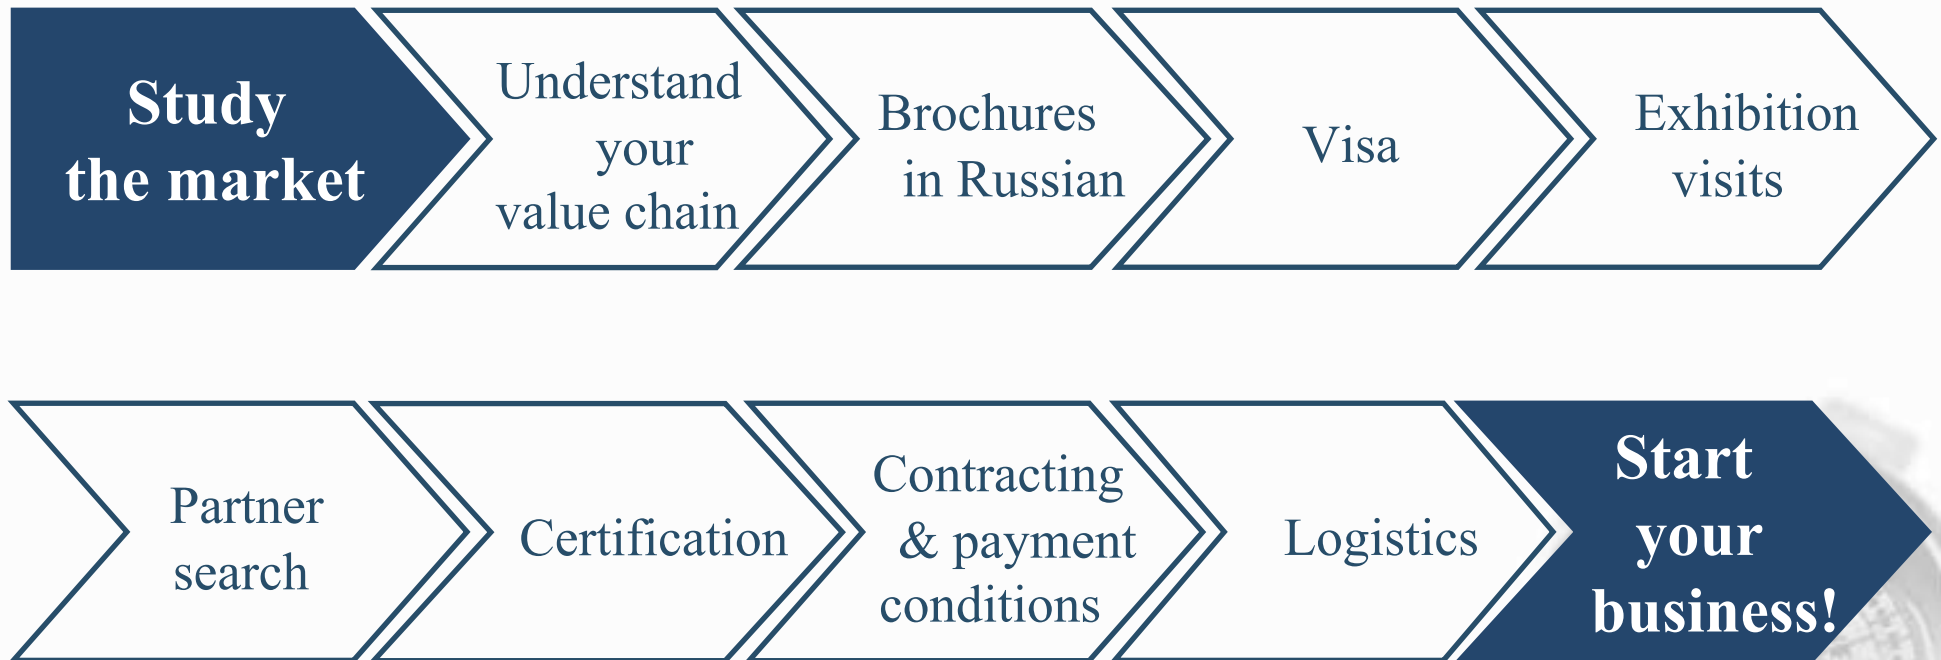 Study
the market
Understand
your
value chain
Brochures
in Russian
Visa
Exhibition
visits
Partner
search
Certification
Contracting
& payment
conditions
Logistics
Start
your
business!